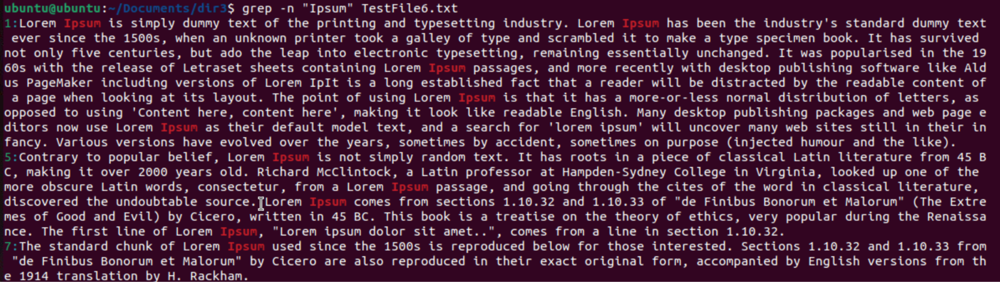 ubuntu@ubuntu:~/Documents/dir3$ grep -n "Ipsum" TestFile6.txt
1:Lorem Ipsum is simply dummy text of the printing and typesetting industry. Lorem Ipsum has been the industry's standard dummy text
 ever since the 1500s, when an unknown printer took a galley of type and scrambled it to make a type specimen book. It has survived
not only five centuries, but ado the leap into electronic typesetting, remaining essentially unchanged. It was popularised in the 19
60s with the release of Letraset sheets containing Lorem Ipsum passages, and more recently with desktop publishing software like Ald
us PageMaker including versions of Lorem IpIt is a long established fact that a reader will be distracted by the readable content of
 a page when looking at its layout. The point of using Lorem Ipsum is that it has a more-or-less normal distribution of letters, as
opposed to using 'Content here, content here', making it look like readable English. Many desktop publishing packages and web page e
ditors now use Lorem Ipsum as their default model text, and a search for 'lorem ipsum' will uncover many web sites still in their in
fancy. Various versions have evolved over the years, sometimes by accident, sometimes on purpose (injected humour and the like).
5:Contrary to popular belief, Lorem Ipsum is not simply random text. It has roots in a piece of classical Latin literature from 45 B
C, making it over 2000 years old. Richard McClintock, a Latin professor at Hampden-Sydney College in Virginia, looked up one of the
more obscure Latin words, consectetur, from a Lorem Ipsum passage, and going through the cites of the word in classical literature,
discovered the undoubtable source. Lorem Ipsum comes from sections 1.10.32 and 1.10.33 of "de Finibus Bonorum et Malorum" (The Extre
mes of Good and Evil) by Cicero, written in 45 BC. This book is a treatise on the theory of ethics, very popular during the Renaissa
nce. The first line of Lorem Ipsum, "Lorem ipsum dolor sit amet..", comes from a line in section 1.10.32.
7:The standard chunk of Lorem Ipsum used since the 1500s is reproduced below for those interested. Sections 1.10.32 and 1.10.33 from
 "de Finibus Bonorum et Malorum" by Cicero are also reproduced in their exact original form, accompanied by English versions from th
e 1914 translation by H. Rackham.